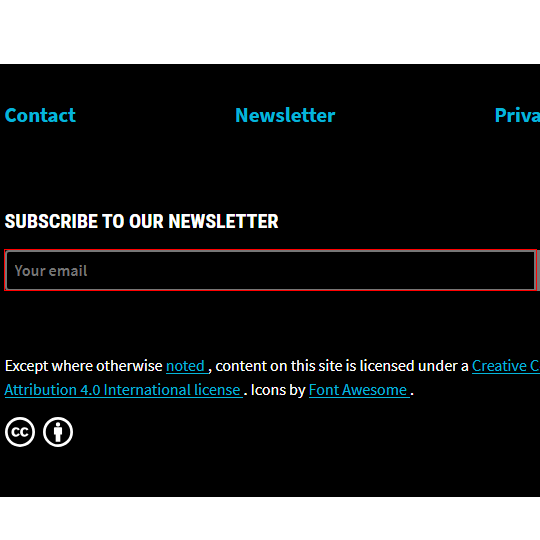 Contact Newsletter Priva
SUBSCRIBE TO OUR NEWSLETTER
Your email
Except where otherwise noted , content on this site is licensed under a Creative C
Attribution 4.0 International license . Icons by Font Awesome .
cc